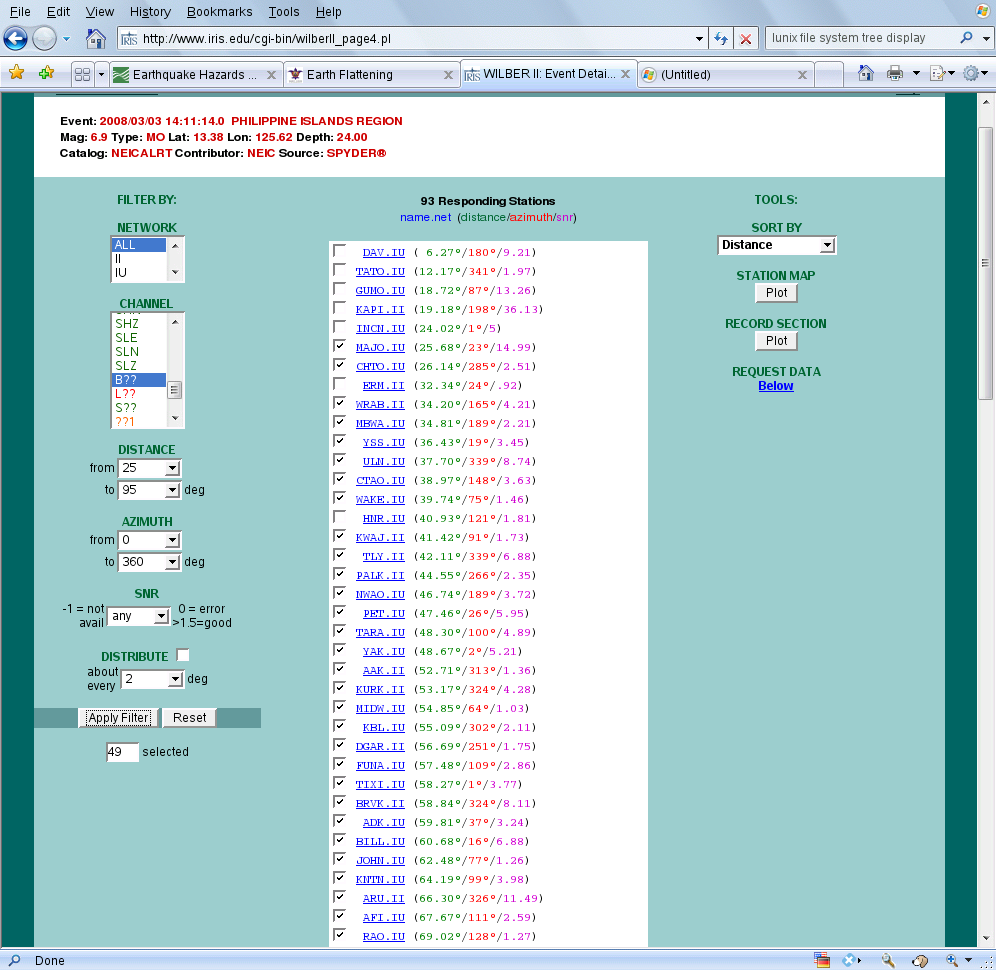 File Edit View History Bookmarks Tools Help
http://www.iris.edu/cgi-bin/wilberII_page4.pl
lunix file system tree display
Earthquake Hazards ...
Earth Flattening
WILBER II: Event Detai...
(Untitled)
Event: 2008/03/03 14:11:14.0 PHILIPPINE ISLANDS REGION
Mag: 6.9 Type: MO Lat: 13.38 Lon: 125.62 Depth: 24.00
Catalog: NEICALRT Contributor: NEIC Source: SPYDER®
FILTER BY:
NETWORK
ALL
II
IU
CHANNEL
SHZ
SLE
SLN
SLZ
B??
L??
S??
??1
DISTANCE
from 25
to 95 deg
AZIMUTH
from 0
to 360 deg
SNR
-1 = not avail
any
0 = error
>1.5=good
DISTRIBUTE
about every 2 deg
Apply Filter Reset
49 selected
93 Responding Stations
name.net (distance/azimuth/snr)
DAV.IU ( 6.27°/180°/9.21)
TATO.IU (12.17°/341°/1.97)
GUMO.IU (18.72°/87°/13.26)
KAPI.II (19.18°/198°/36.13)
INCN.IU (24.02°/1°/5)
MAJO.IU (25.68°/23°/14.99)
CHTO.IU (26.14°/285°/2.51)
ERM.II (32.34°/24°/.92)
WRAB.II (34.20°/165°/4.21)
MBWA.IU (34.81°/189°/2.21)
YSS.IU (36.43°/19°/3.45)
ULN.IU (37.70°/339°/8.74)
CTAO.IU (38.97°/148°/3.63)
WAKE.IU (39.74°/75°/1.46)
HNR.IU (40.93°/121°/1.81)
KWAJ.II (41.42°/91°/1.73)
TLY.II (42.11°/339°/6.88)
PALK.II (44.55°/266°/2.35)
NWAO.IU (46.74°/189°/3.72)
PET.IU (47.46°/26°/5.95)
TARA.IU (48.30°/100°/4.89)
YAK.IU (48.67°/2°/5.21)
AAK.II (52.71°/313°/1.36)
KURK.II (53.17°/324°/4.28)
MIDW.IU (54.85°/64°/1.03)
KBL.IU (55.09°/302°/2.11)
DGAR.II (56.69°/251°/1.75)
FUNA.IU (57.48°/109°/2.86)
TIXI.IU (58.27°/1°/3.77)
BRVK.II (58.84°/324°/8.11)
ADK.IU (59.81°/37°/3.24)
BILL.IU (60.68°/16°/6.88)
JOHN.IU (62.48°/77°/1.26)
KNTN.IU (64.19°/99°/3.98)
ARU.II (66.30°/326°/11.49)
AFI.IU (67.67°/111°/2.59)
RAO.IU (69.02°/128°/1.27)
TOOLS:
SORT BY
Distance
STATION MAP
Plot
RECORD SECTION
Plot
REQUEST DATA
Below
Done